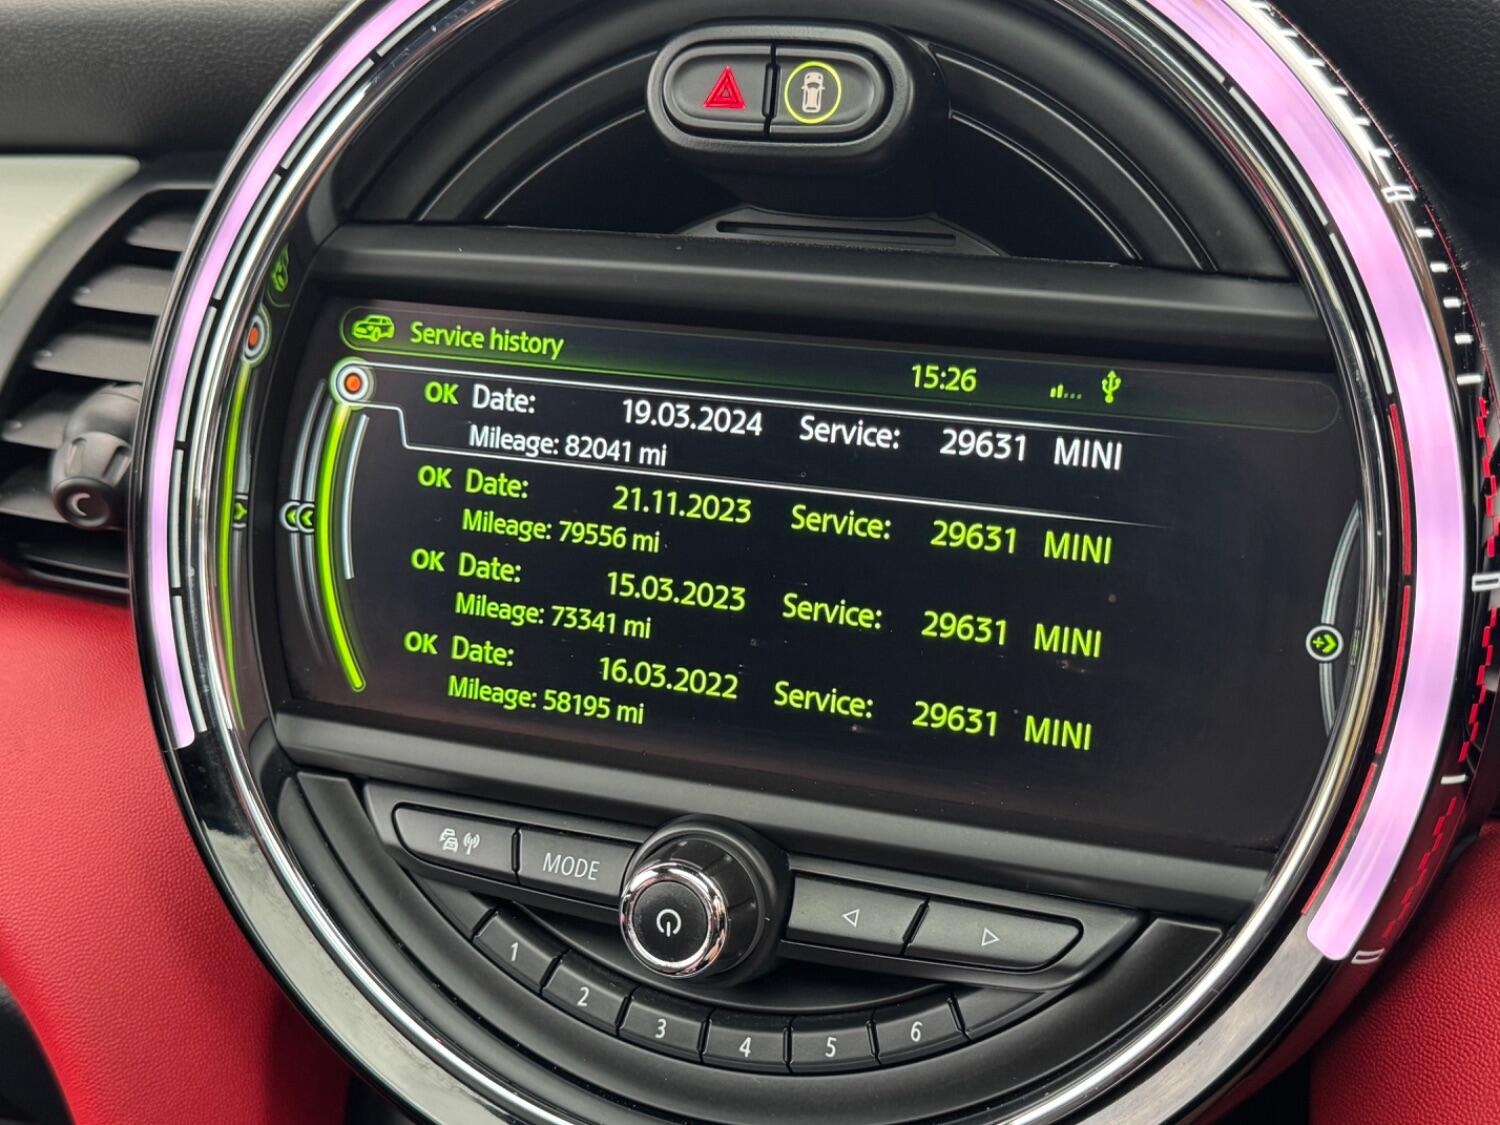 Service history
15:26
OK Date: 19.03.2024 Service: 29631 MINI
Mileage: 82041 mi
OK Date: 21.11.2023 Service: 29631 MINI
Mileage: 79556 mi
OK Date: 15.03.2023 Service: 29631 MINI
Mileage: 73341 mi
OK Date: 16.03.2022 Service: 29631 MINI
Mileage: 58195 mi
MODE
1
2
3
4
5
6